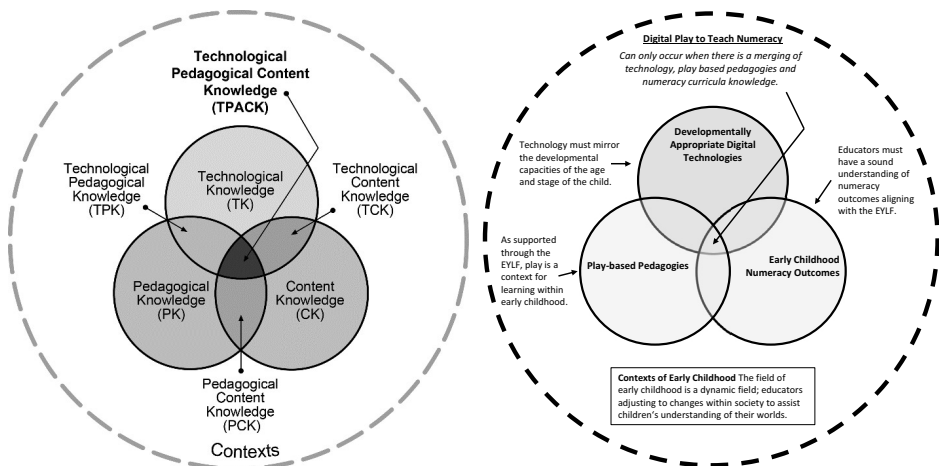 Technological
Pedagogical Content
Knowledge
(TPACK)
Technological
Pedagogical
Knowledge
(TPK)
Technological
Knowledge
(TK)
Technological
Content
Knowledge
(TCK)
Pedagogical
Knowledge
(PK)
Content
Knowledge
(CK)
Pedagogical
Content
Knowledge
(PCK)
Contexts
Digital Play to Teach Numeracy
Can only occur when there is a merging of
technology, play based pedagogies and
numeracy curricula knowledge.
Developmentally
Appropriate Digital
Technologies
Technology must mirror
the developmental
capacities of the age
and stage of the child.
Educators must
have a sound
understanding of
numeracy
outcomes aligning
with the EYLF.
As supported
through the
EYLF, play is a
context for
learning within
early childhood.
Play-based Pedagogies
Early Childhood
Numeracy Outcomes
Contexts of Early Childhood The field of
early childhood is a dynamic field; educators
adjusting to changes within society to assist
children's understanding of their worlds.